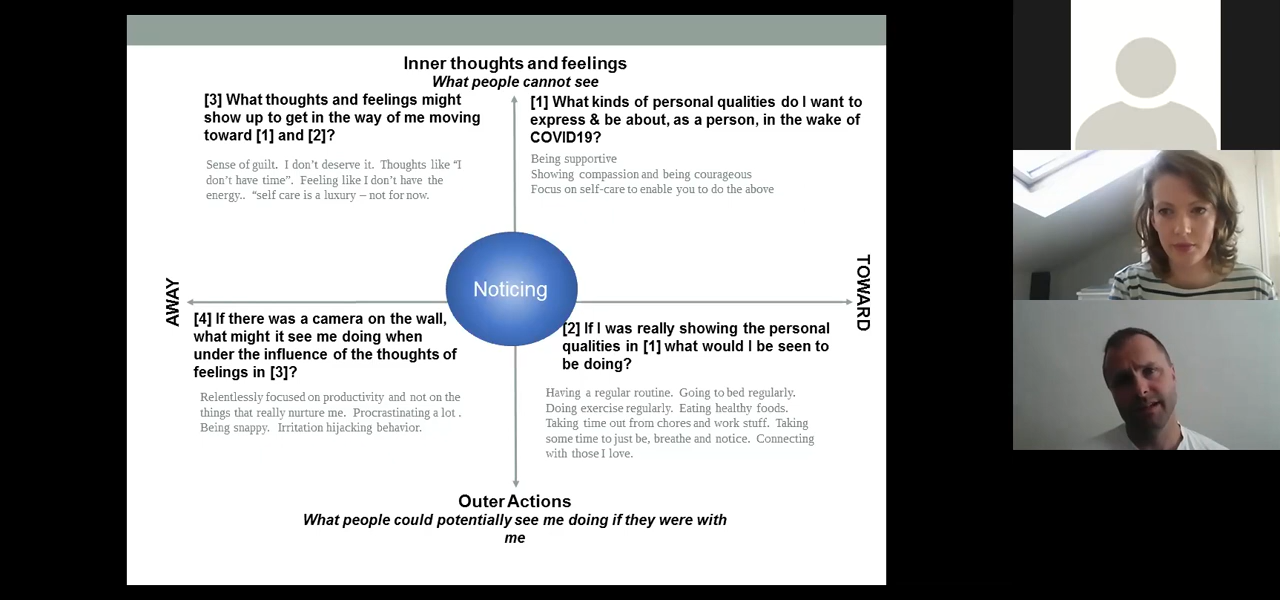 Inner thoughts and feelings
What people cannot see
[3] What thoughts and feelings might
show up to get in the way of me moving
toward [1] and [2]?
Sense of guilt. I don’t deserve it. Thoughts like “I
don’t have time”. Feeling like I don’t have the
energy.. “self care is a luxury – not for now.
[1] What kinds of personal qualities do I want to
express & be about, as a person, in the wake of
COVID19?
Being supportive
Showing compassion and being courageous
Focus on self-care to enable you to do the above
AWAY
Noticing
TOWARD
[4] If there was a camera on the wall,
what might it see me doing when
under the influence of the thoughts of
feelings in [3]?
Relentlessly focused on productivity and not on the
things that really nurture me. Procrastinating a lot .
Being snappy. Irritation hijacking behavior.
[2] If I was really showing the personal
qualities in [1] what would I be seen to
be doing?
Having a regular routine. Going to bed regularly.
Doing exercise regularly. Eating healthy foods.
Taking time out from chores and work stuff. Taking
some time to just be, breathe and notice. Connecting
with those I love.
Outer Actions
What people could potentially see me doing if they were with
me